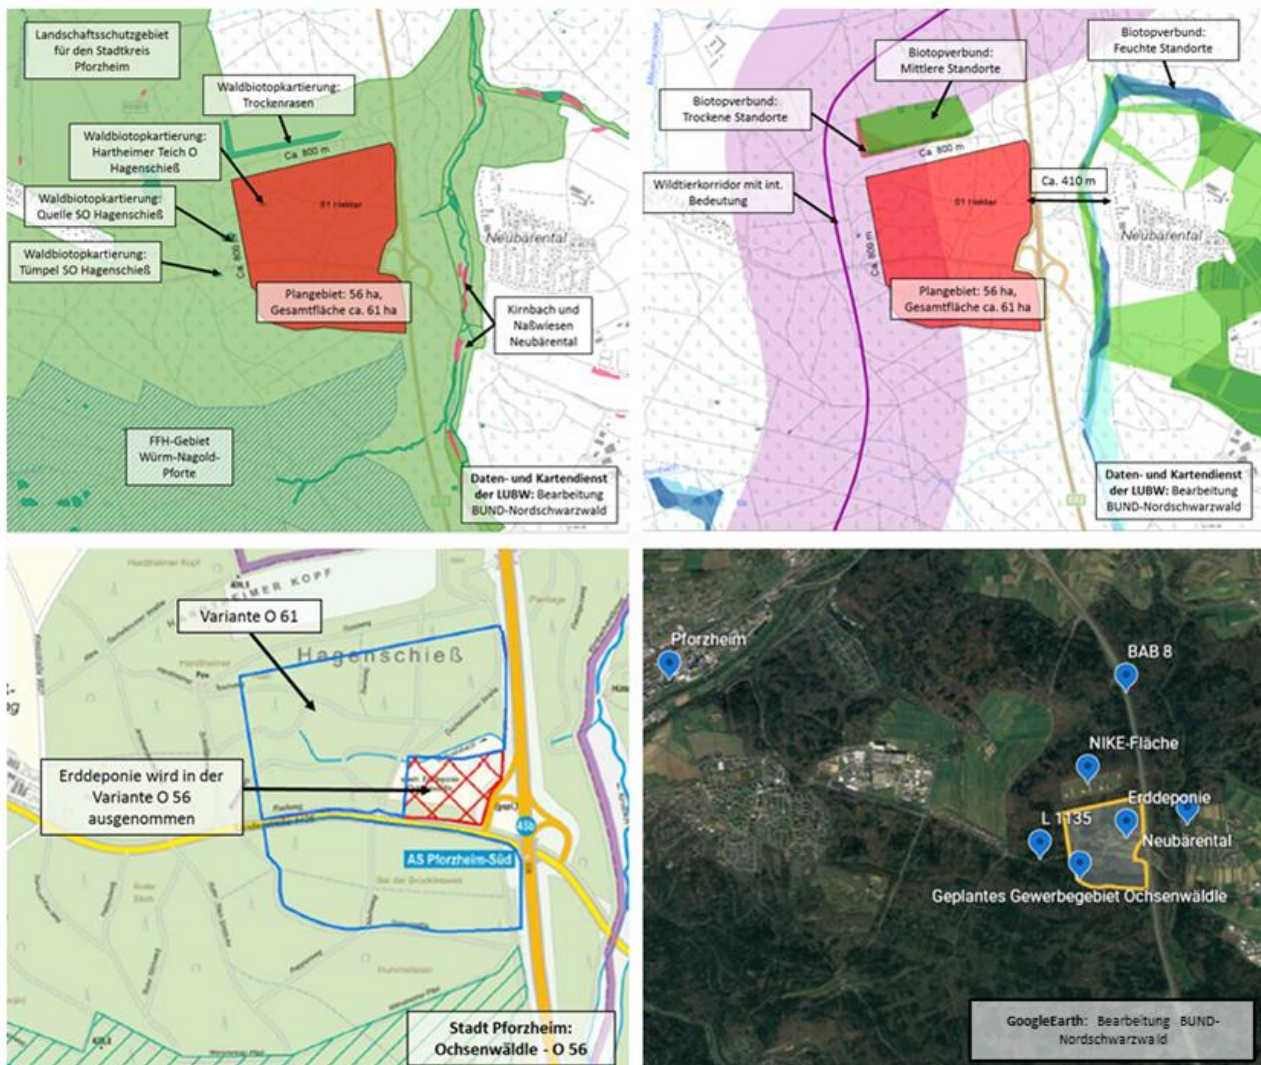 Landschaftsschutzgebiet
für den Stadtkreis
Pforzheim
Waldbiotopkartierung:
Trockenrasen
Waldbiotopkartierung:
Hartheimer Teich O
Hagenschieß
Waldbiotopkartierung:
Quelle SO Hagenschieß
Waldbiotopkartierung:
Tümpel SO Hagenschieß
Ca. 800 m
Ca. 800 m
61 Hektar
Neubärental
Plangebiet: 56 ha,
Gesamtfläche ca. 61 ha
Kirnbach und
Naßwiesen
Neubärental
FFH-Gebiet
Würm-Nagold-
Pforte
Daten- und Kartendienst
der LUBW: Bearbeitung
BUND-Nordschwarzwald
Biotopverbund:
Feuchte Standorte
Biotopverbund:
Mittlere Standorte
Biotopverbund:
Trockene Standorte
Ca. 800 m
Ca. 410 m
Wildtierkorridor mit int.
Bedeutung
61 Hektar
Neubärental
Ca. 800 m
Plangebiet: 56 ha,
Gesamtfläche ca. 61 ha
Daten- und Kartendienst
der LUBW: Bearbeitung
BUND-Nordschwarzwald
HARTHEIMER KOPF
Variante O 61
Hagenschieß
Erddeponie wird in der
Variante O 56
ausgenommen
45b
AS Pforzheim-Süd
Stadt Pforzheim:
Ochsenwäldle - O 56
Pforzheim
BAB 8
NIKE-Fläche
Erddeponie
L 1135
Neubärental
Geplantes Gewerbegebiet Ochsenwäldle
GoogleEarth: Bearbeitung BUND-
Nordschwarzwald